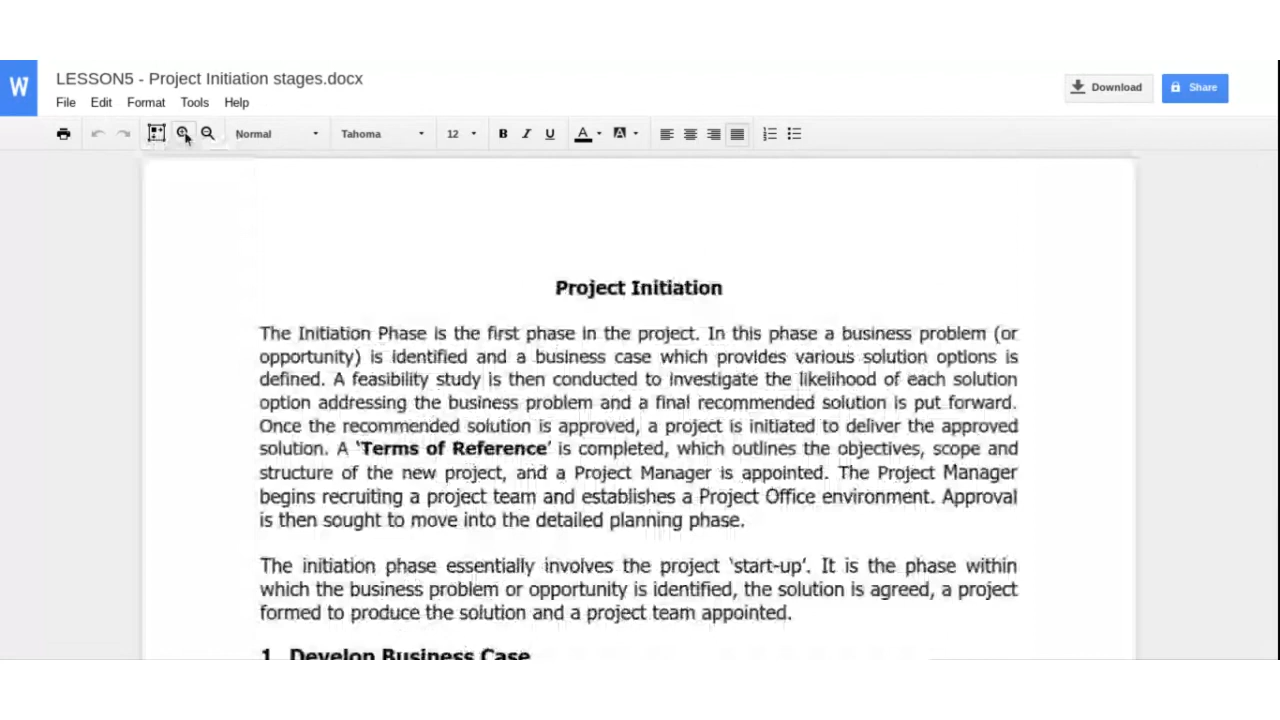 W
LESSON5 - Project Initiation stages.docx
File Edit Format Tools Help
Download Share
Normal Tahoma 12 B I U A A
Project Initiation
The Initiation Phase is the first phase in the project. In this phase a business problem (or
opportunity) is identified and a business case which provides various solution options is
defined. A feasibility study is then conducted to investigate the likelihood of each solution
option addressing the business problem and a final recommended solution is put forward.
Once the recommended solution is approved, a project is initiated to deliver the approved
solution. A ‘Terms of Reference’ is completed, which outlines the objectives, scope and
structure of the new project, and a Project Manager is appointed. The Project Manager
begins recruiting a project team and establishes a Project Office environment. Approval
is then sought to move into the detailed planning phase.
The initiation phase essentially involves the project ‘start-up’. It is the phase within
which the business problem or opportunity is identified, the solution is agreed, a project
formed to produce the solution and a project team appointed.
1. Develop Business Case